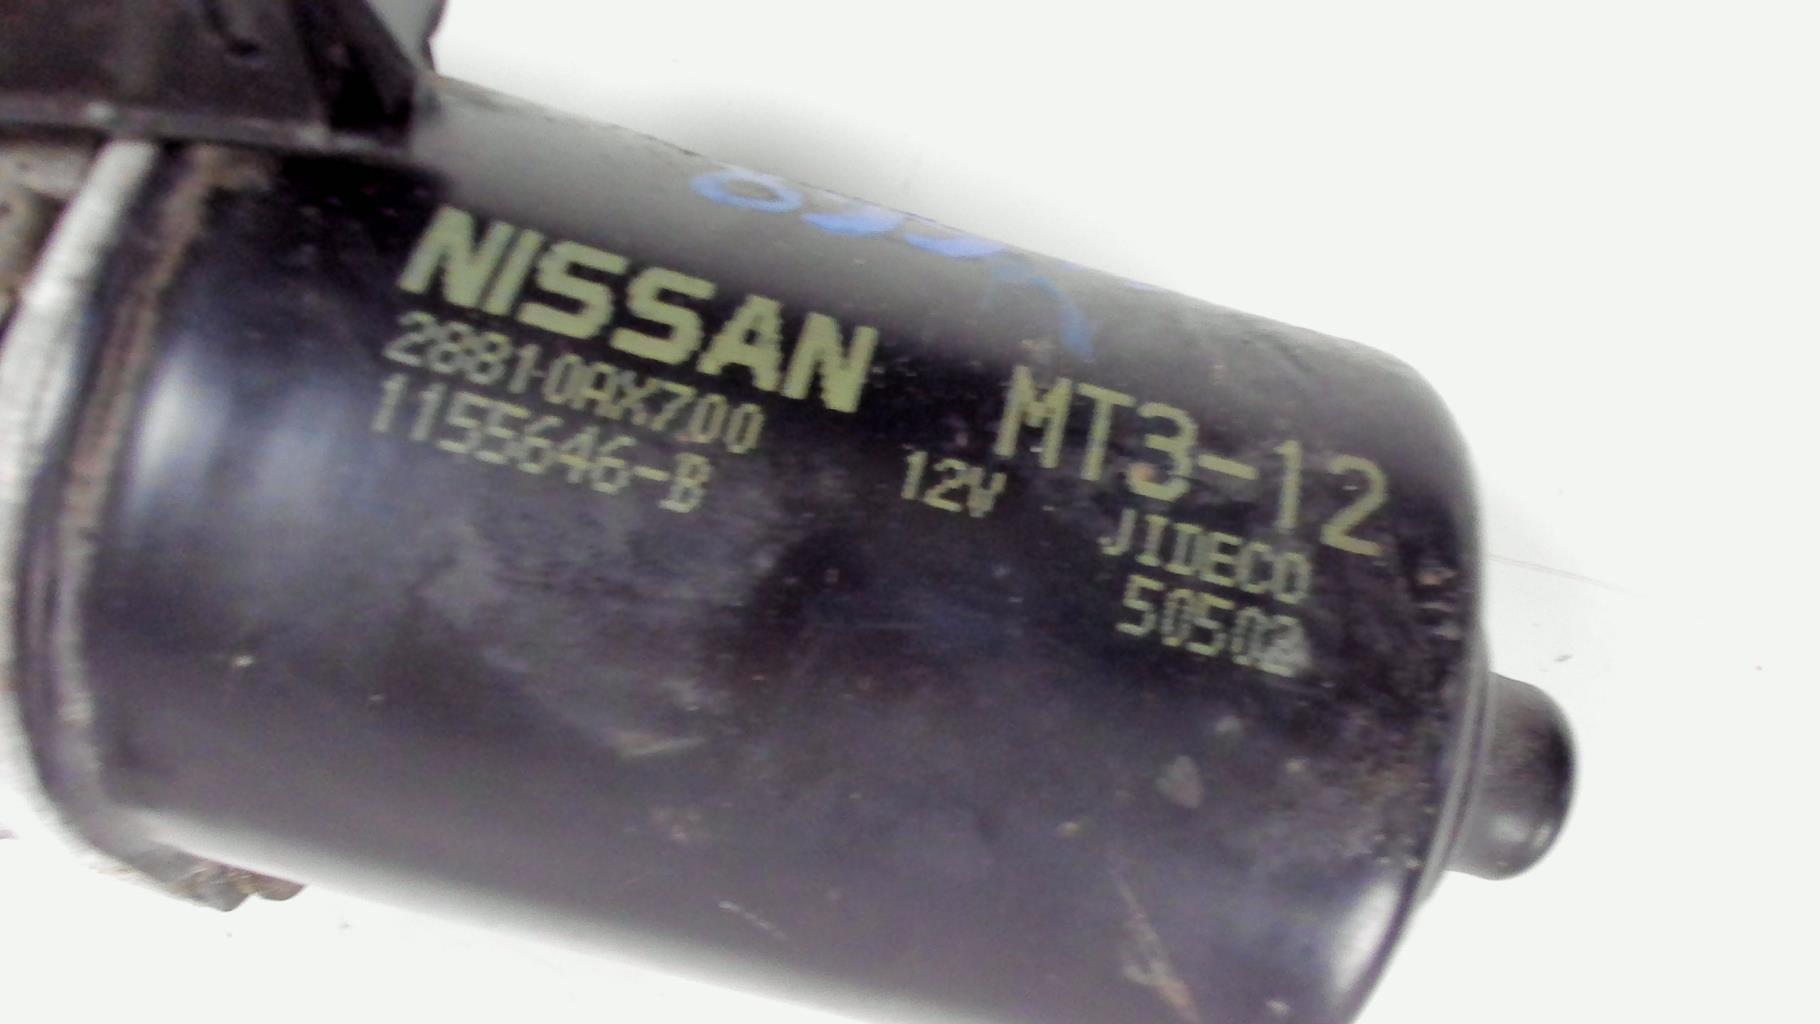 NISSAN
28810AX700
1155646-B
MT3-12
12V
JIDECO
50502